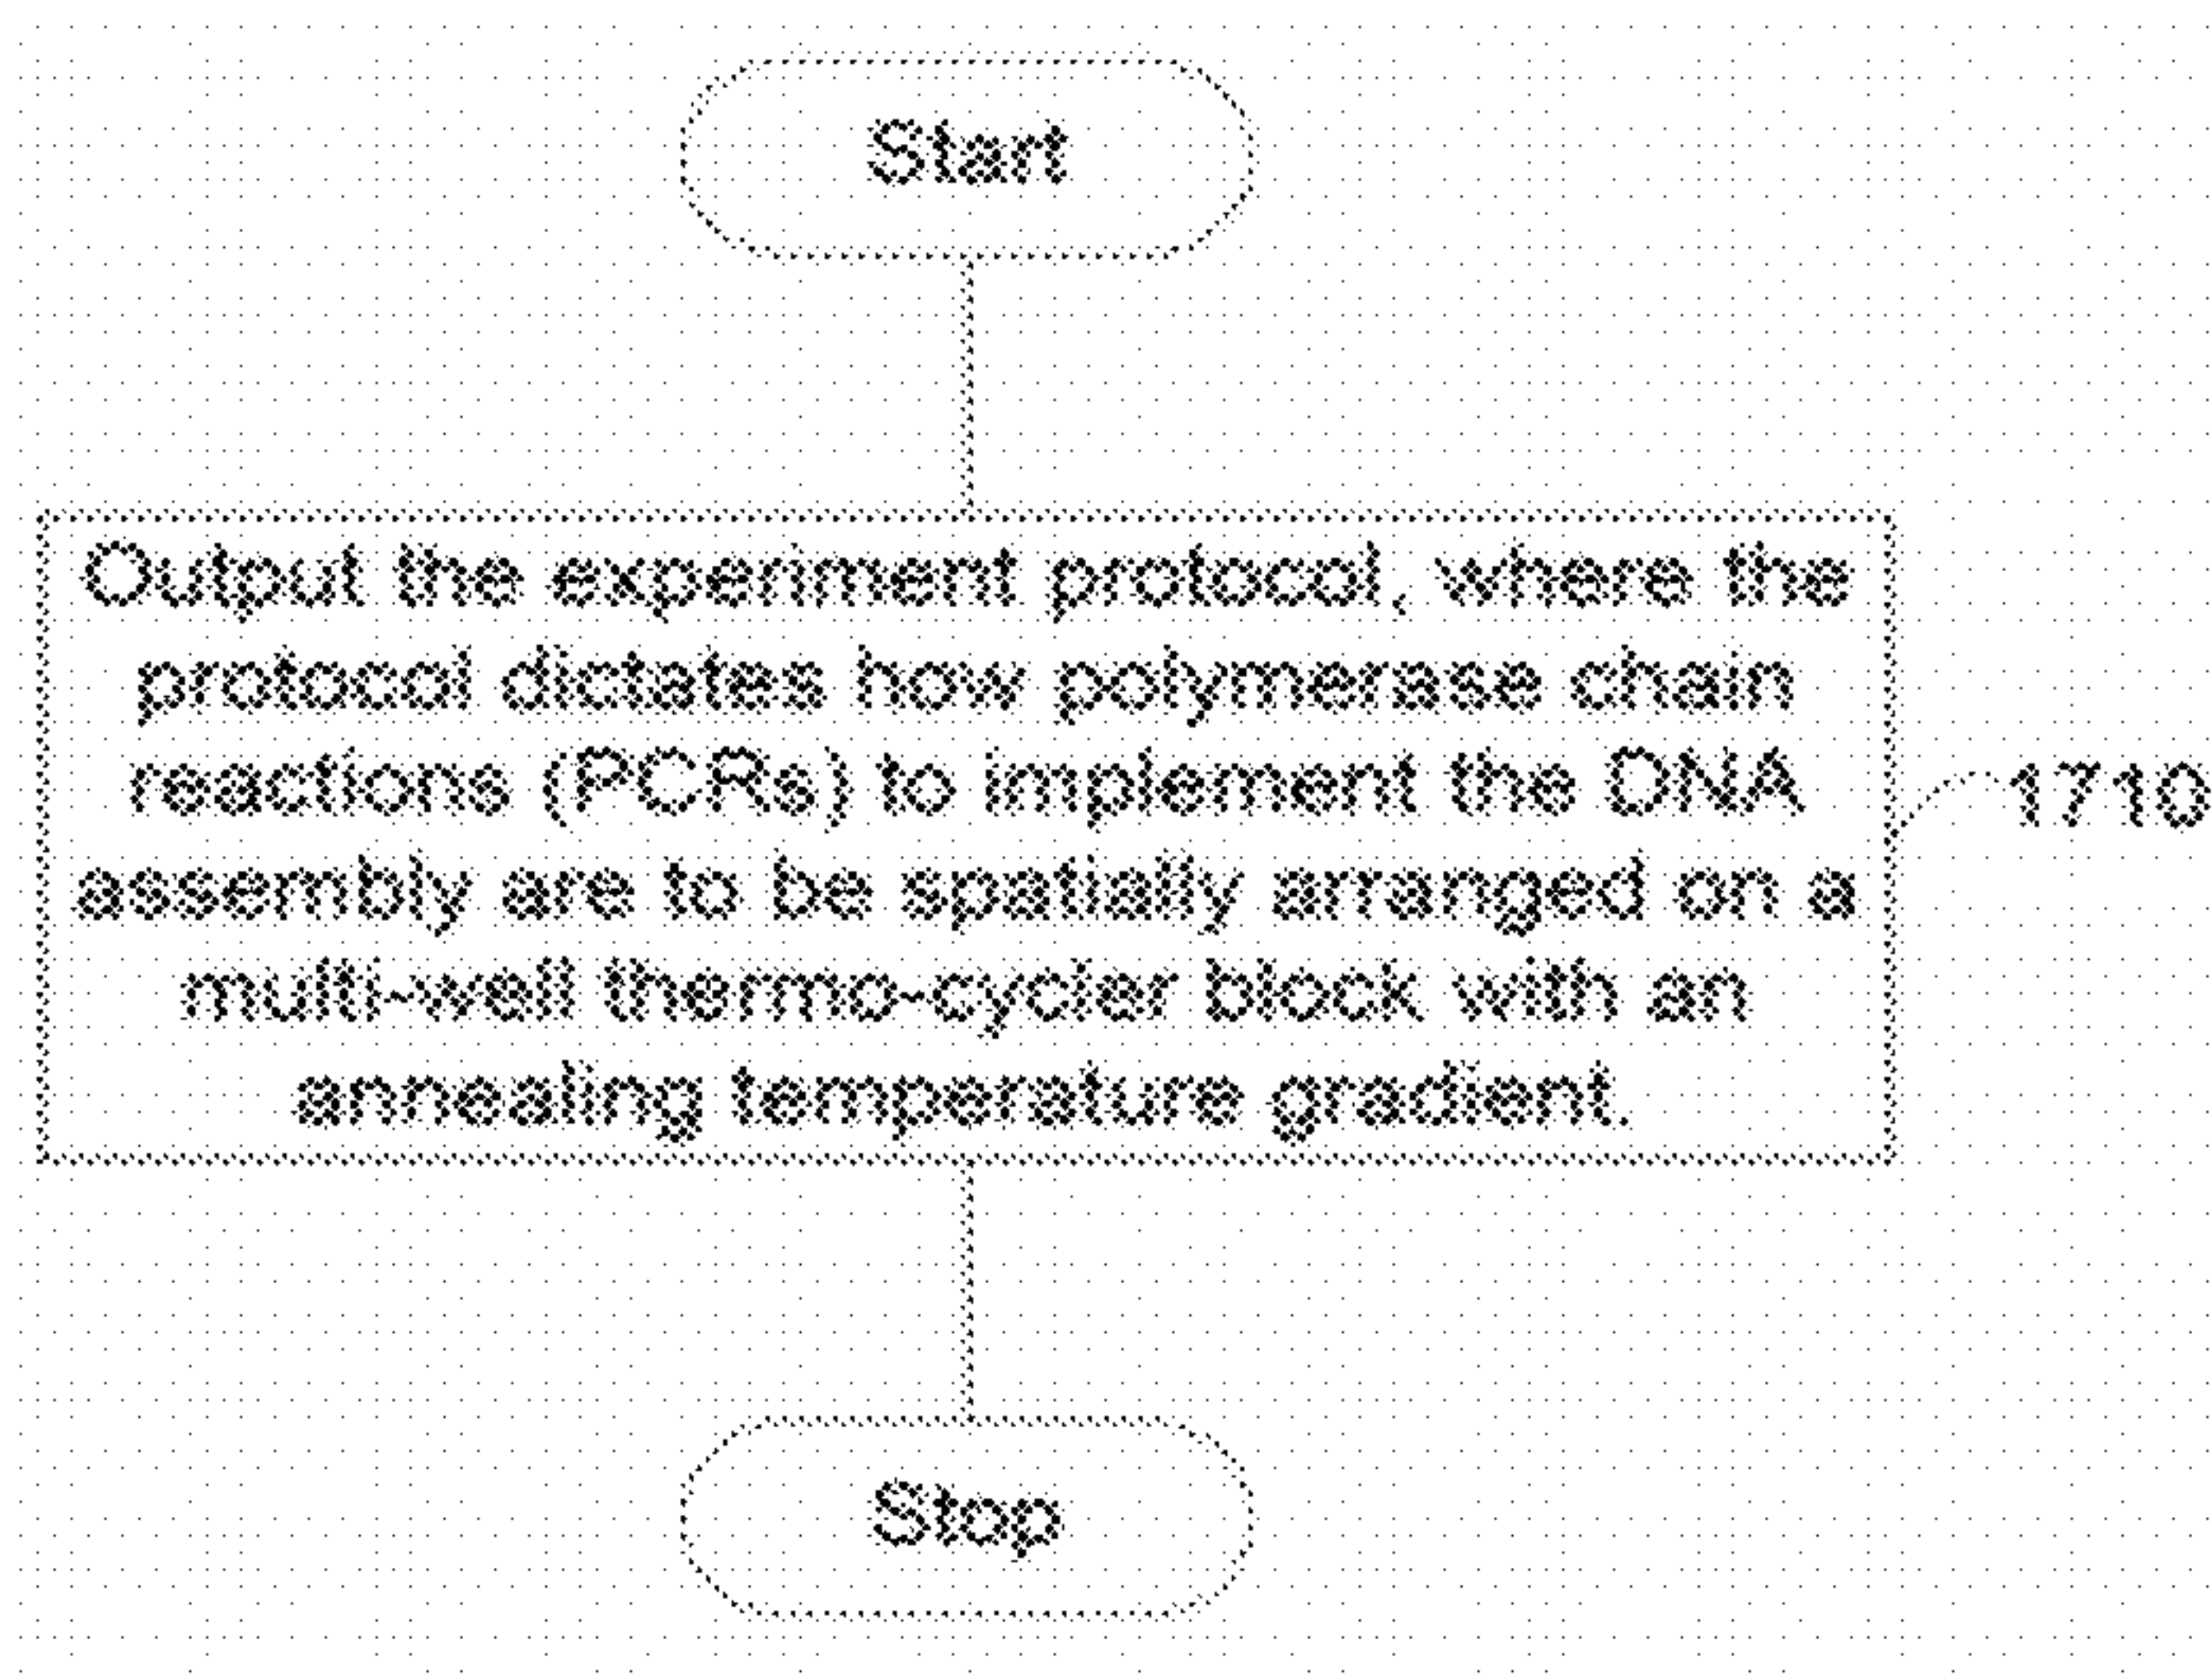 Start
Output the experiment protocol, where the
protocol dictates how polymerase chain
reactions (PCRs) to implement the DNA
assembly are to be spatially arranged on a
multi-well thermo-cycler block with an
annealing temperature gradient.
1710
Stop